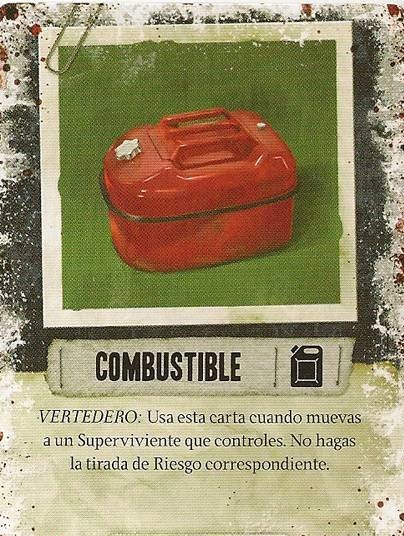 COMBUSTIBLE
VERTEDERO: Usa esta carta cuando muevas
a un Superviviente que controles. No hagas
la tirada de Riesgo correspondiente.